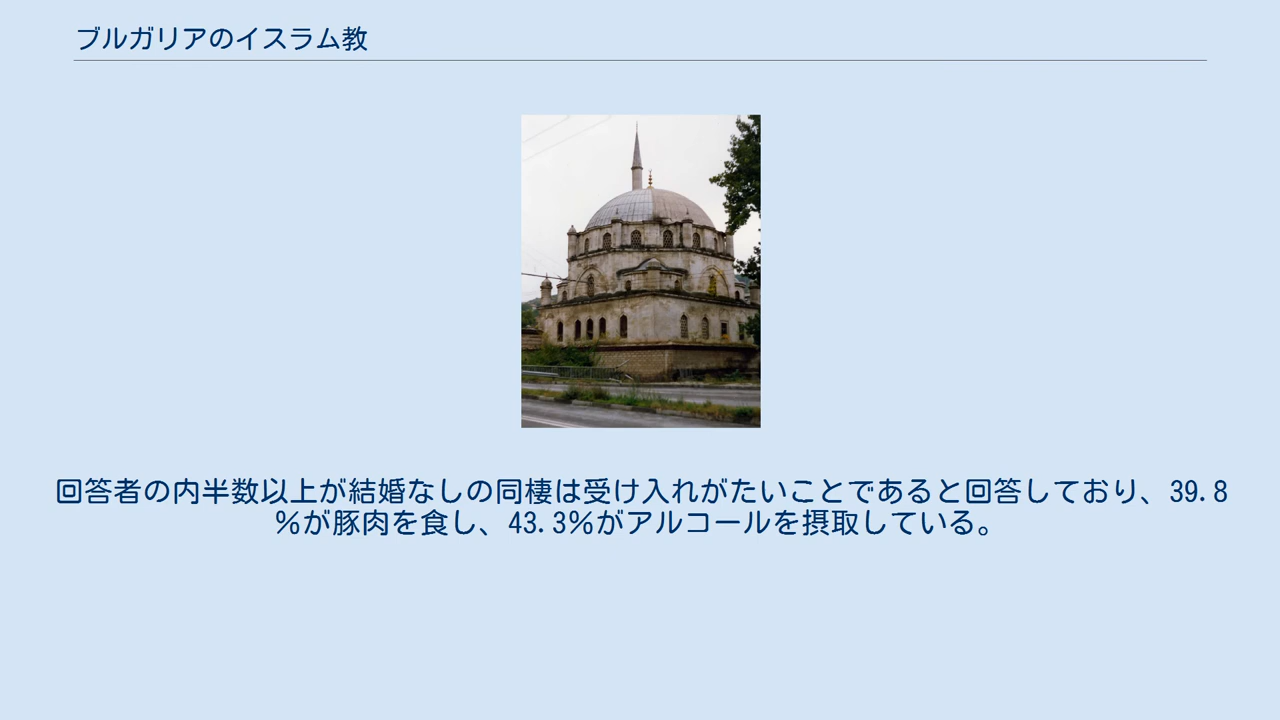 ブルガリアのイスラム教
回答者の内半数以上が結婚なしの同棲は受け入れがたいことであると回答しており、39.8
%が豚肉を食し、43.3%がアルコールを摂取している。